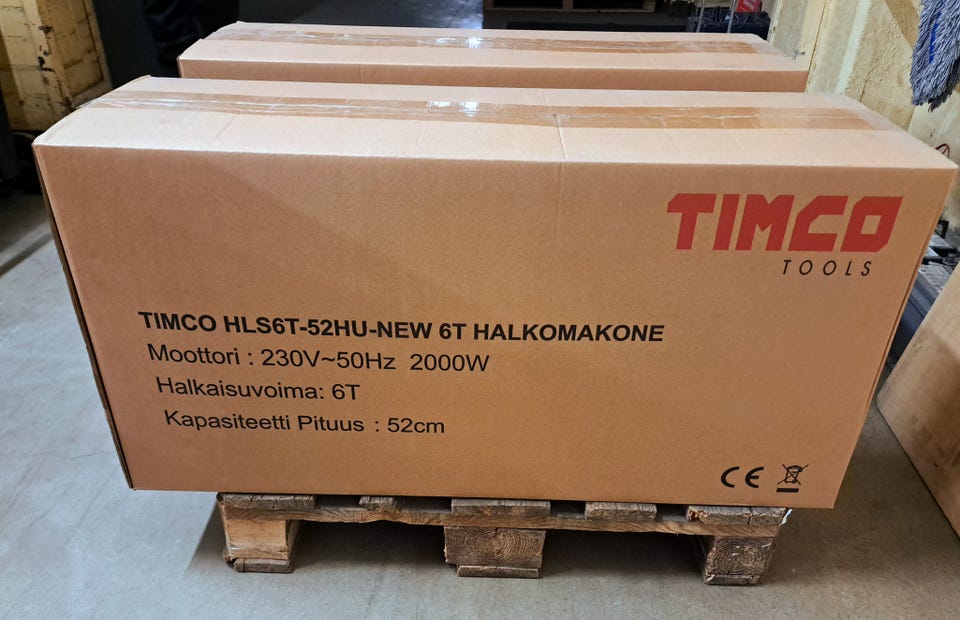 TIMCO
TOOLS
TIMCO HLS6T-52HU-NEW 6T HALKOMAKONE
Moottori : 230V~50Hz 2000W
Halkaisuvoima: 6T
Kapasiteetti Pituus : 52cm
CE